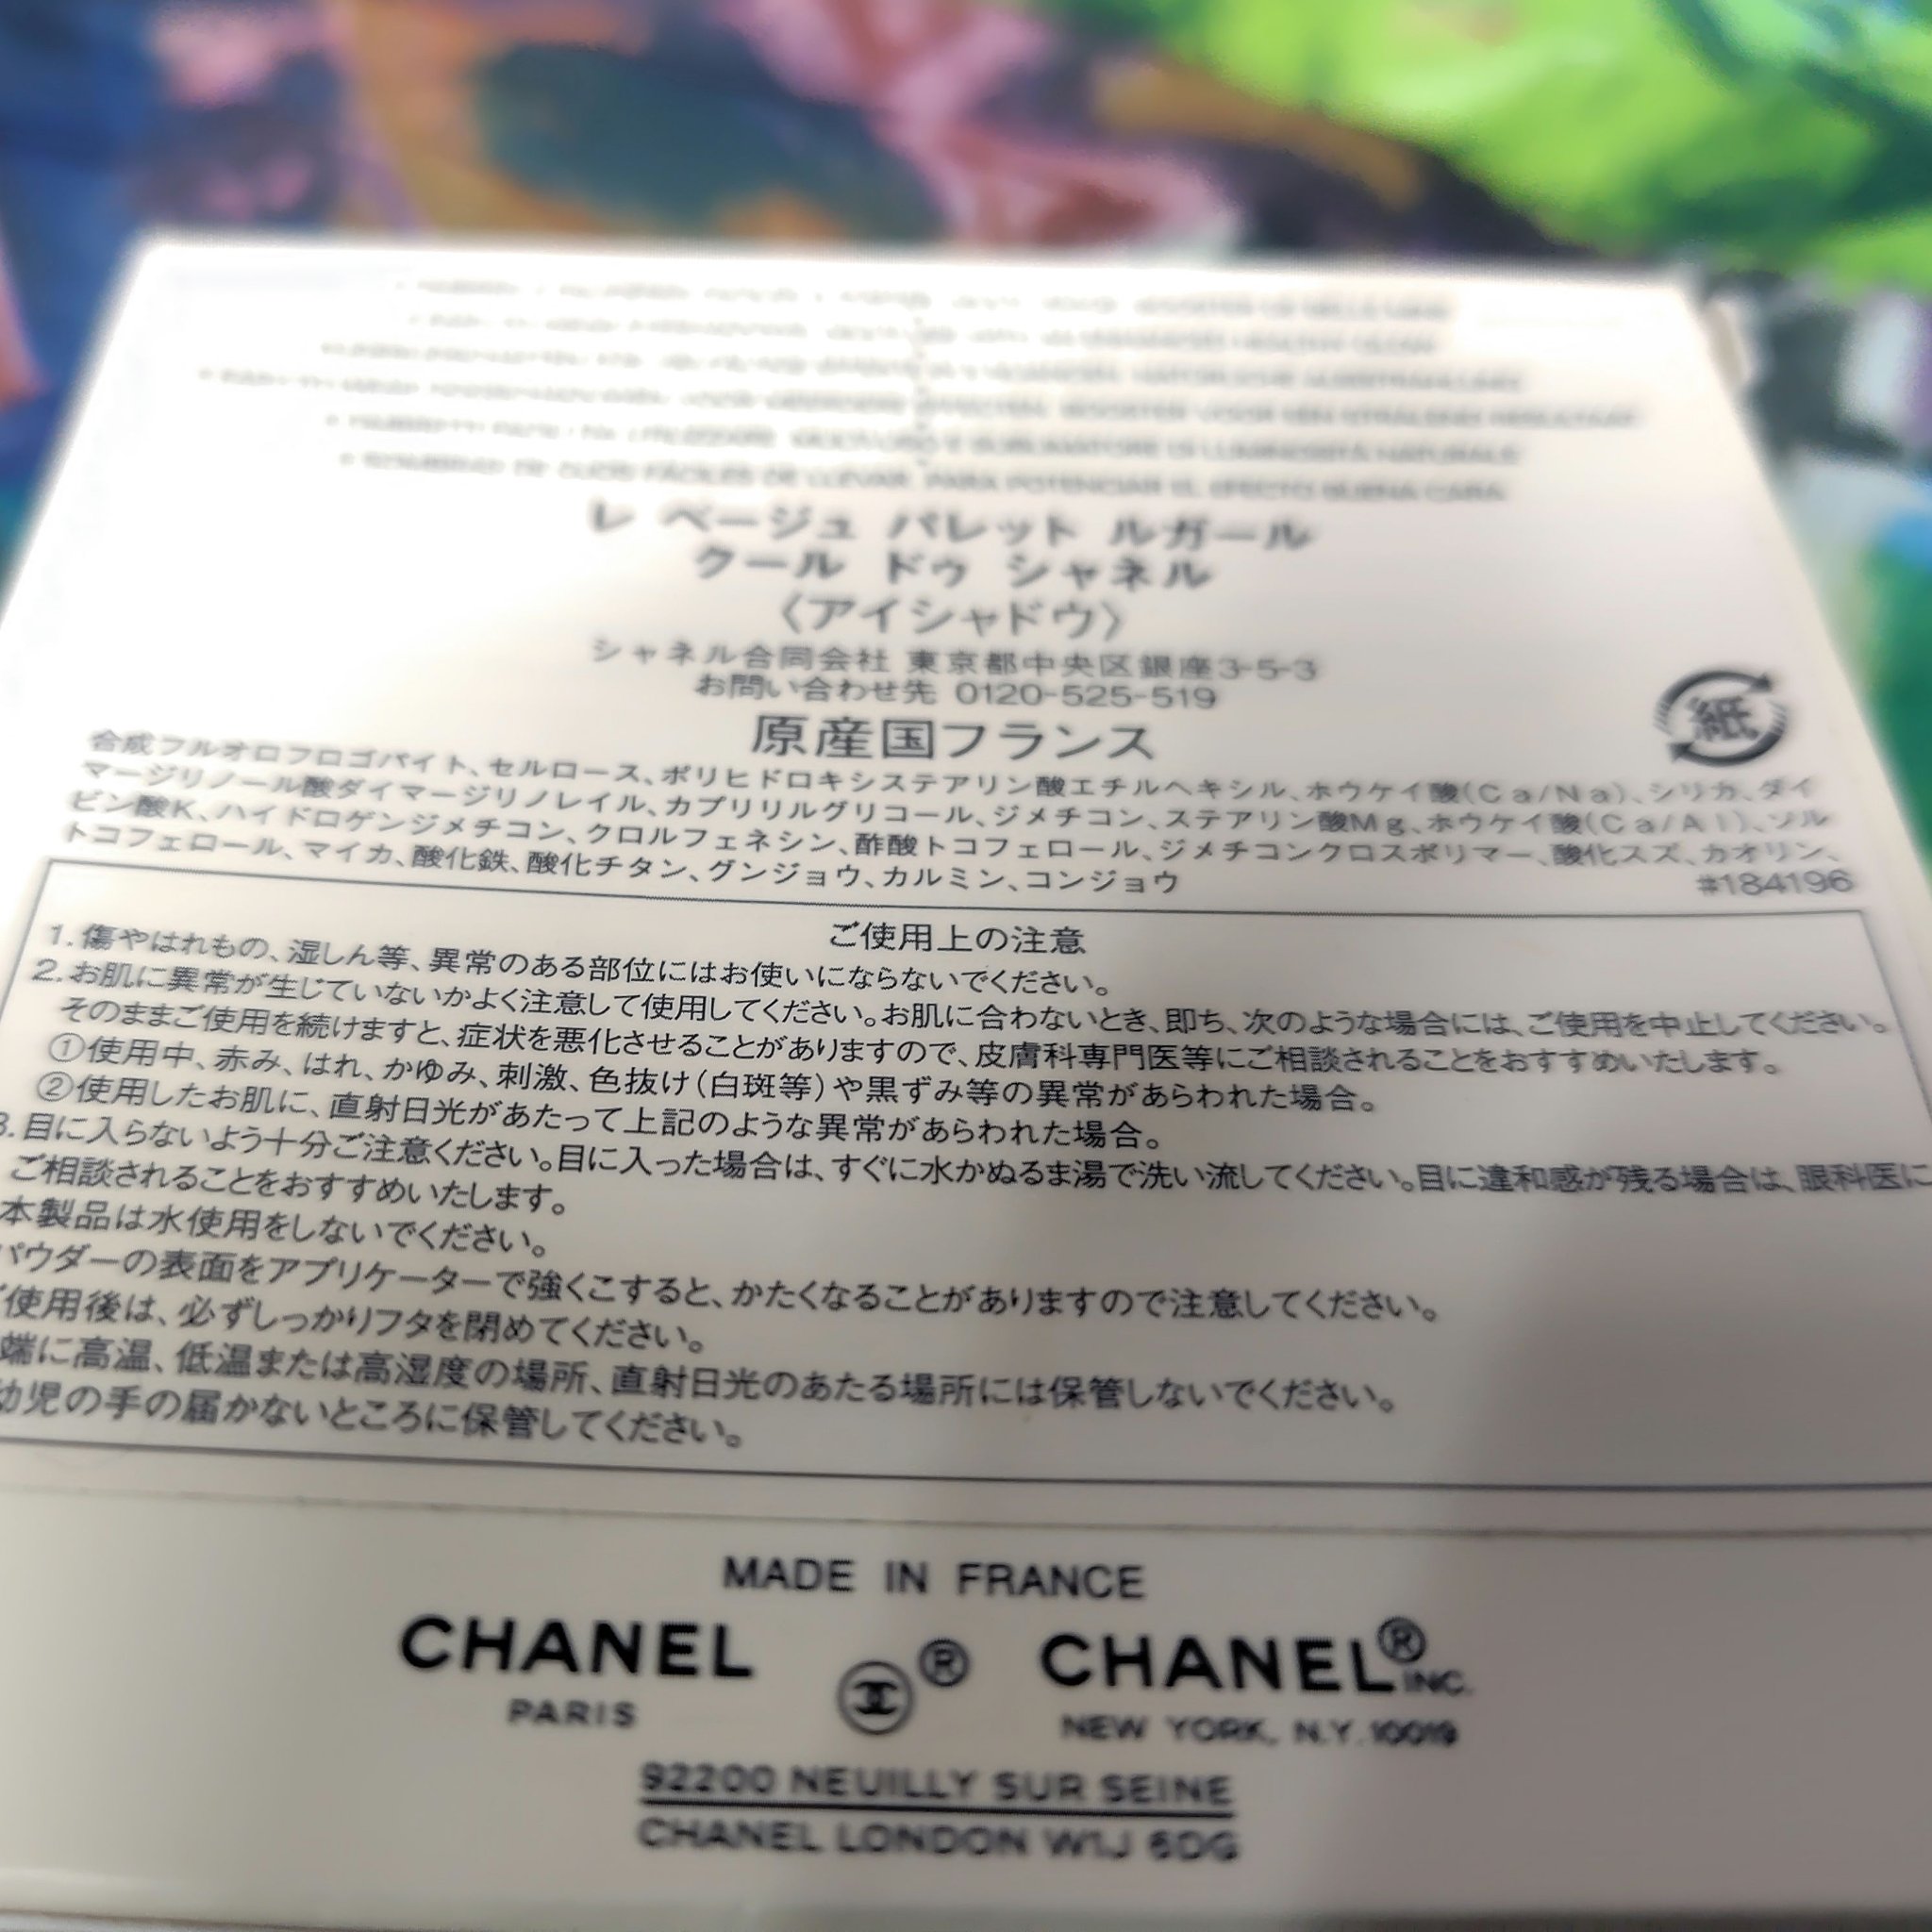 PARA POTENCIAR EL EFECTO BUENA CARA
レ ベージュ パレット ルガール
クール ドゥ シャネル
〈アイシャドウ〉
シャネル合同会社 東京都中央区銀座3-5-3
お問い合わせ先 0120-525-519
原産国フランス
紙
合成フルオロフロゴパイト、セルロース、ポリヒドロキシステアリン酸エチルヘキシル、ホウケイ酸(Ca/Na)、シリカ、ダイ
マージリノール酸ダイマージリノレイル、カプリリルグリコール、ジメチコン、ステアリン酸Mg、ホウケイ酸(Ca/Al)、ソル
ビン酸K、ハイドロゲンジメチコン、クロルフェネシン、酢酸トコフェロール、ジメチコンクロスポリマー、酸化スズ、カオリン、
トコフェロール、マイカ、酸化鉄、酸化チタン、グンジョウ、カルミン、コンジョウ
#184196
ご使用上の注意
1.傷やはれもの、湿しん等、異常のある部位にはお使いにならないでください。
2.お肌に異常が生じていないかよく注意して使用してください。お肌に合わないとき、即ち、次のような場合には、ご使用を中止してください。
そのままご使用を続けますと、症状を悪化させることがありますので、皮膚科専門医等にご相談されることをおすすめいたします。
①使用中、赤み、はれ、かゆみ、刺激、色抜け(白斑等)や黒ずみ等の異常があらわれた場合。
②使用したお肌に、直射日光があたって上記のような異常があらわれた場合。
3.目に入らないよう十分ご注意ください。目に入った場合は、すぐに水かぬるま湯で洗い流してください。目に違和感が残る場合は、眼科医に
ご相談されることをおすすめいたします。
本製品は水使用をしないでください。
パウダーの表面をアプリケーターで強くこすると、かたくなることがありますので注意してください。
ご使用後は、必ずしっかりフタを閉めてください。
端に高温、低温または高湿度の場所、直射日光のあたる場所には保管しないでください。
幼児の手の届かないところに保管してください。
MADE IN FRANCE
CHANEL ® CHANEL® INC.
PARIS NEW YORK, N.Y. 10019
92200 NEUILLY SUR SEINE
CHANEL LONDON W1J 6DG